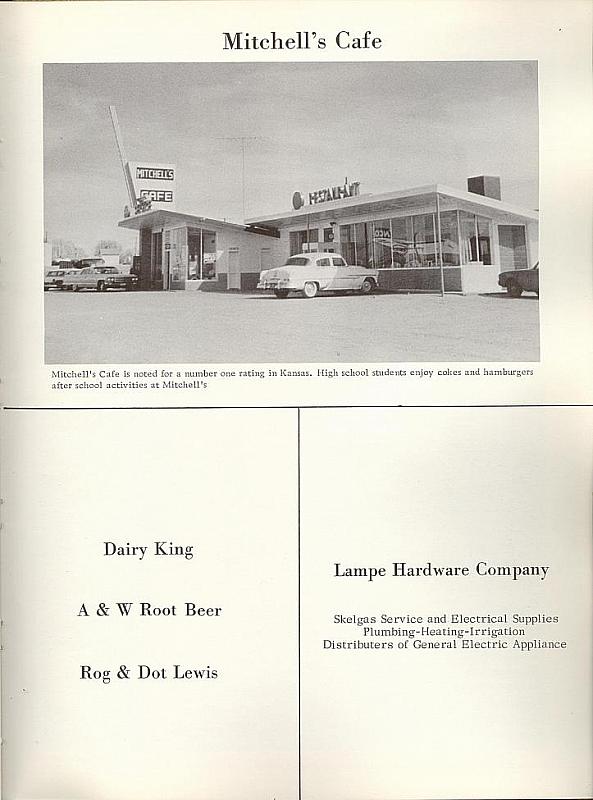 Mitchell's Cafe
MITCHELL'S
CAFE
RESTAURANT
Mitchell's Cafe is noted for a number one rating in Kansas. High school students enjoy cokes and hamburgers
after school activities at Mitchell's
Dairy King
A & W Root Beer
Rog & Dot Lewis
Lampe Hardware Company
Skelgas Service and Electrical Supplies
Plumbing-Heating-Irrigation
Distributers of General Electric Appliance